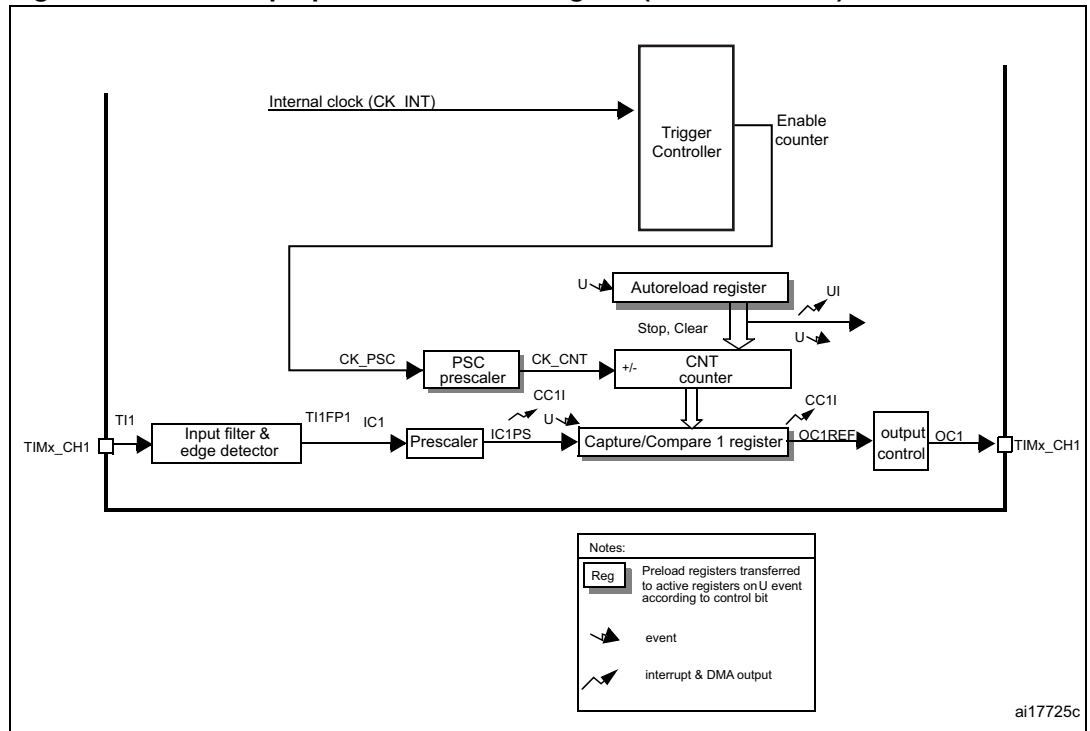 Internal clock (CK_INT)
Trigger
Controller
Enable
counter
U
Autoreload register
UI
Stop, Clear
U
CK_PSC
PSC
prescaler
CK_CNT
+/-
CNT
counter
CC1I
CC1I
TIMx_CH1
TI1
Input filter &
edge detector
TI1FP1
IC1
Prescaler
IC1PS
U
Capture/Compare 1 register
OC1REF
output
control
OC1
TIMx_CH1
Notes:
Reg
Preload registers transferred
to active registers on U event
according to control bit
event
interrupt & DMA output
ai17725c